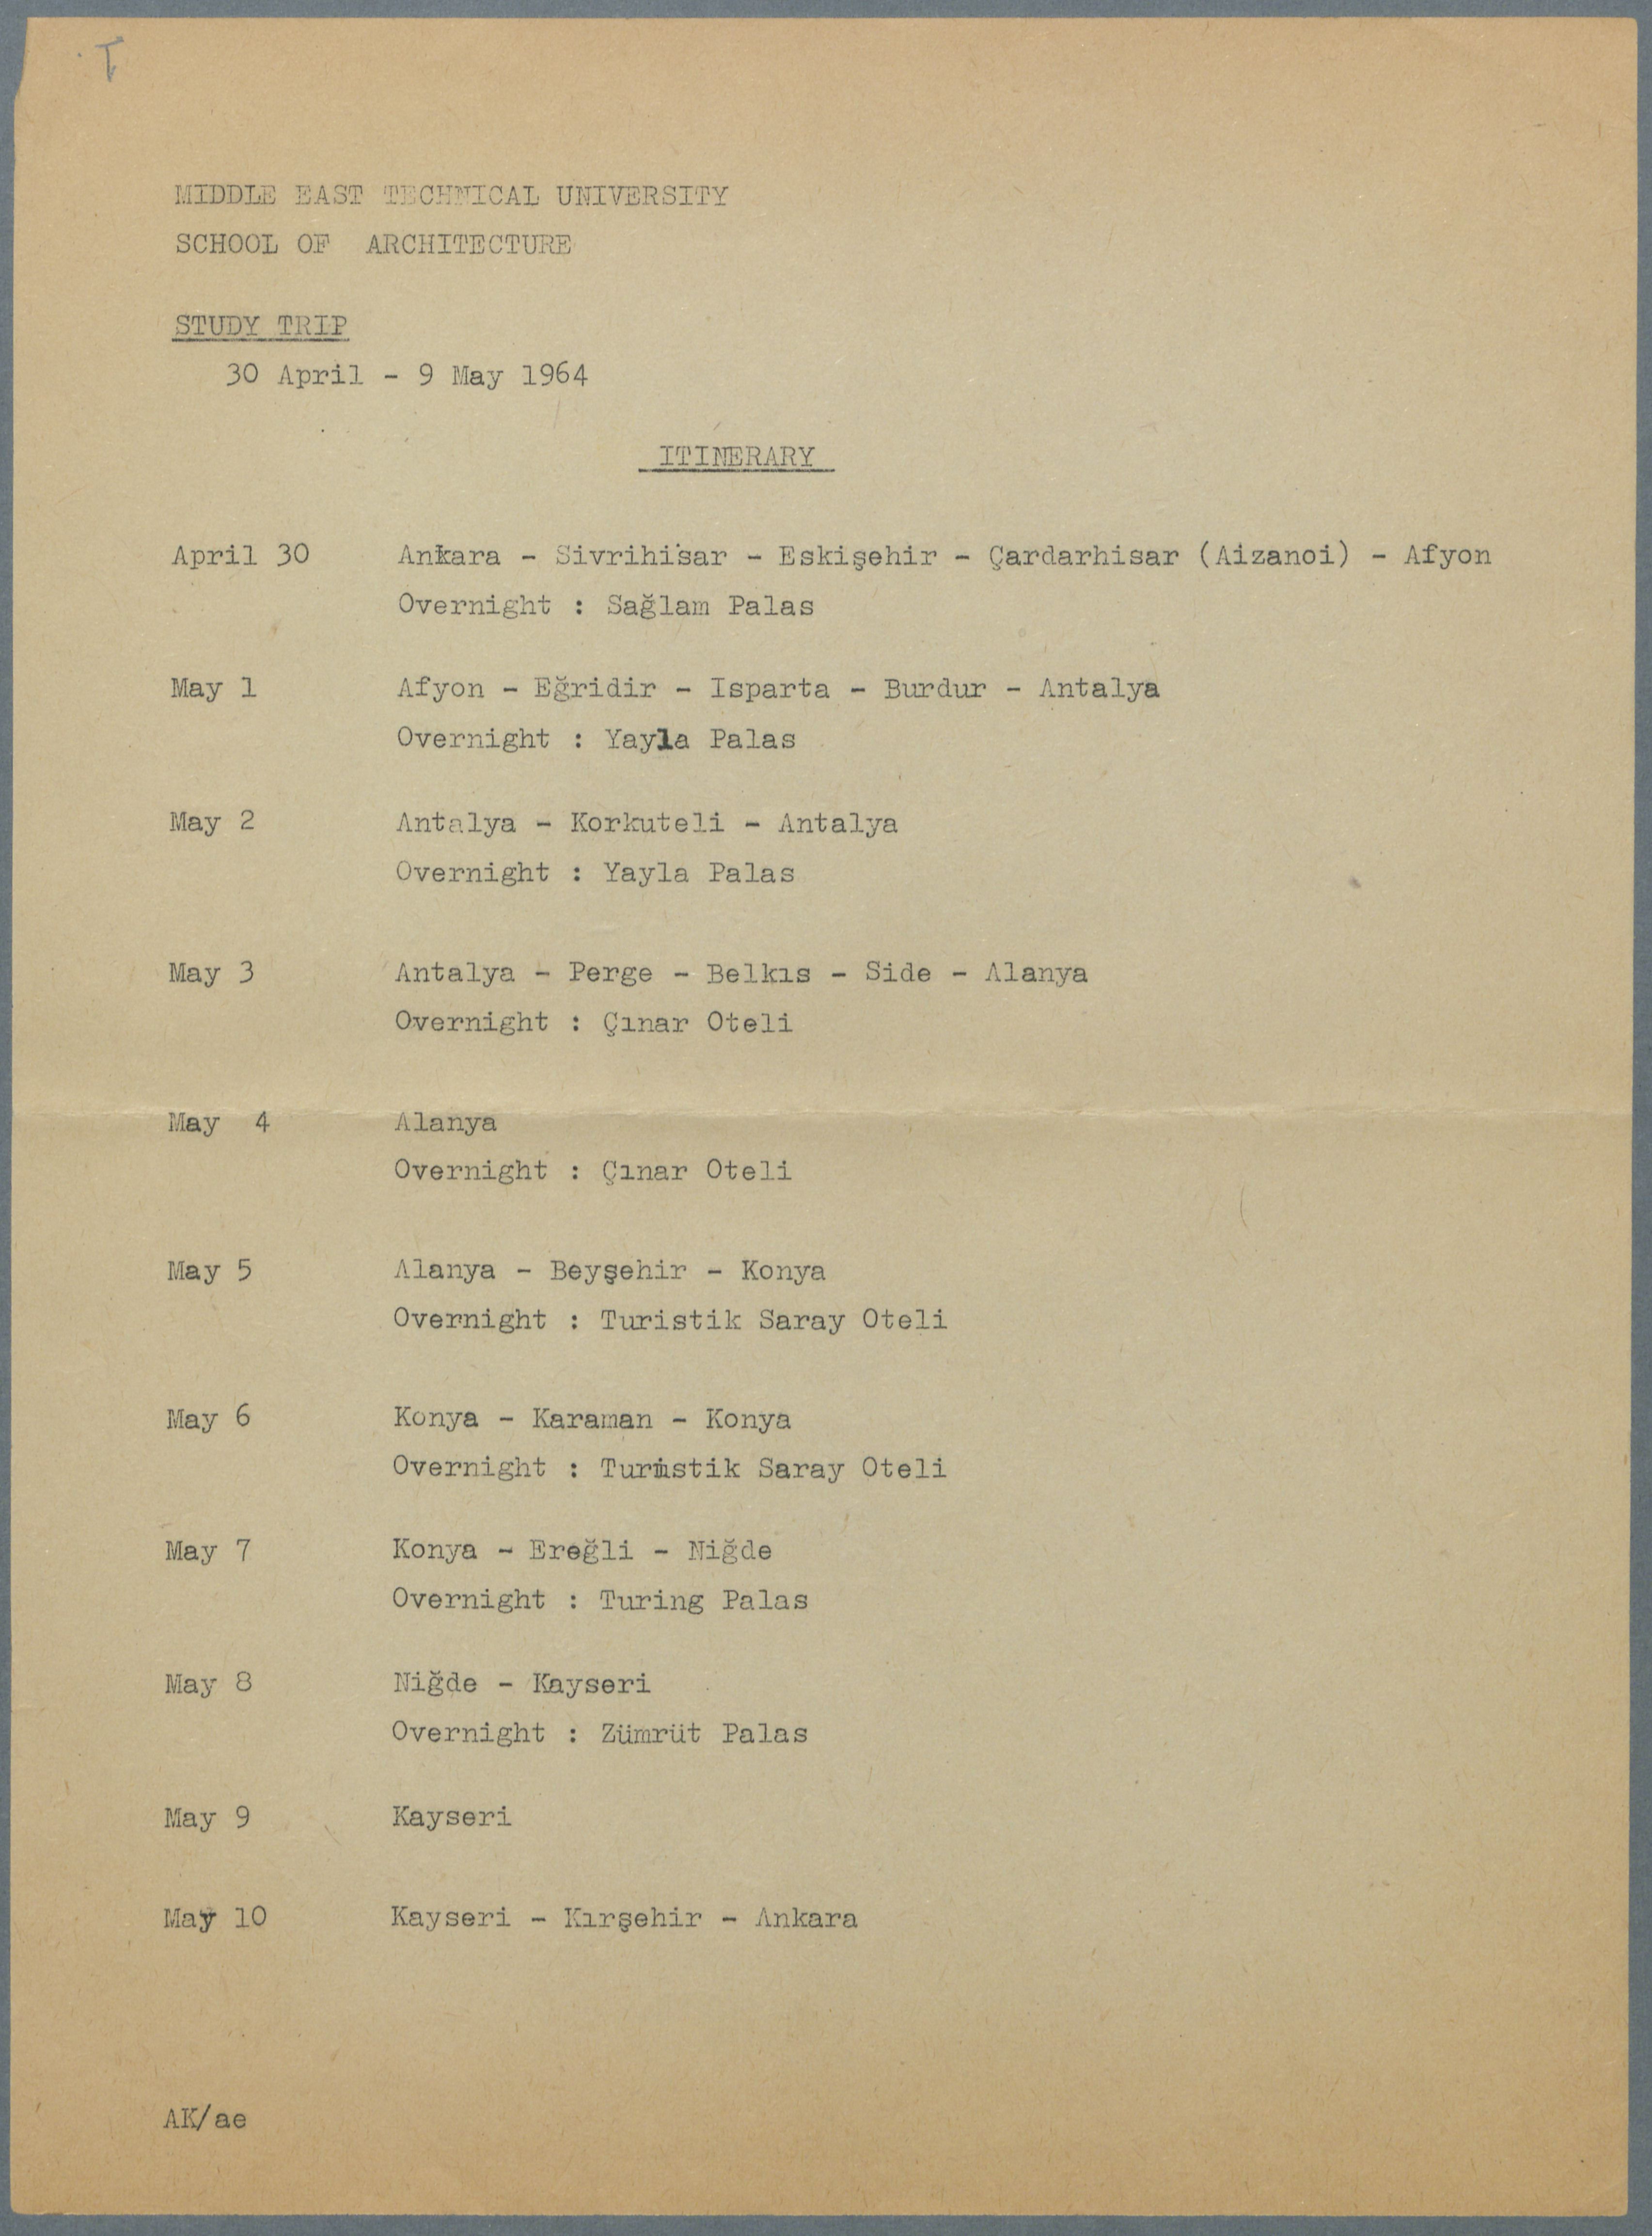 MIDDLE EAST TECHNICAL UNIVERSITY
SCHOOL OF ARCHITECTURE
STUDY TRIP
30 April - 9 May 1964
ITINERARY
April 30 Ankara - Sivrihisar - Eskişehir - Çardarhisar (Aizanoi) - Afyon
Overnight : Sağlam Palas
May 1 Afyon - Eğridir - Isparta - Burdur - Antalya
Overnight : Yayla Palas
May 2 Antalya - Korkuteli - Antalya
Overnight : Yayla Palas
May 3 Antalya - Perge - Belkıs - Side - Alanya
Overnight : Çınar Oteli
May 4 Alanya
Overnight : Çınar Oteli
May 5 Alanya - Beyşehir - Konya
Overnight : Turistik Saray Oteli
May 6 Konya - Karaman - Konya
Overnight : Turistik Saray Oteli
May 7 Konya - Ereğli - Niğde
Overnight : Turing Palas
May 8 Niğde - Kayseri
Overnight : Zümrüt Palas
May 9 Kayseri
May 10 Kayseri - Kırşehir - Ankara
AK/ae